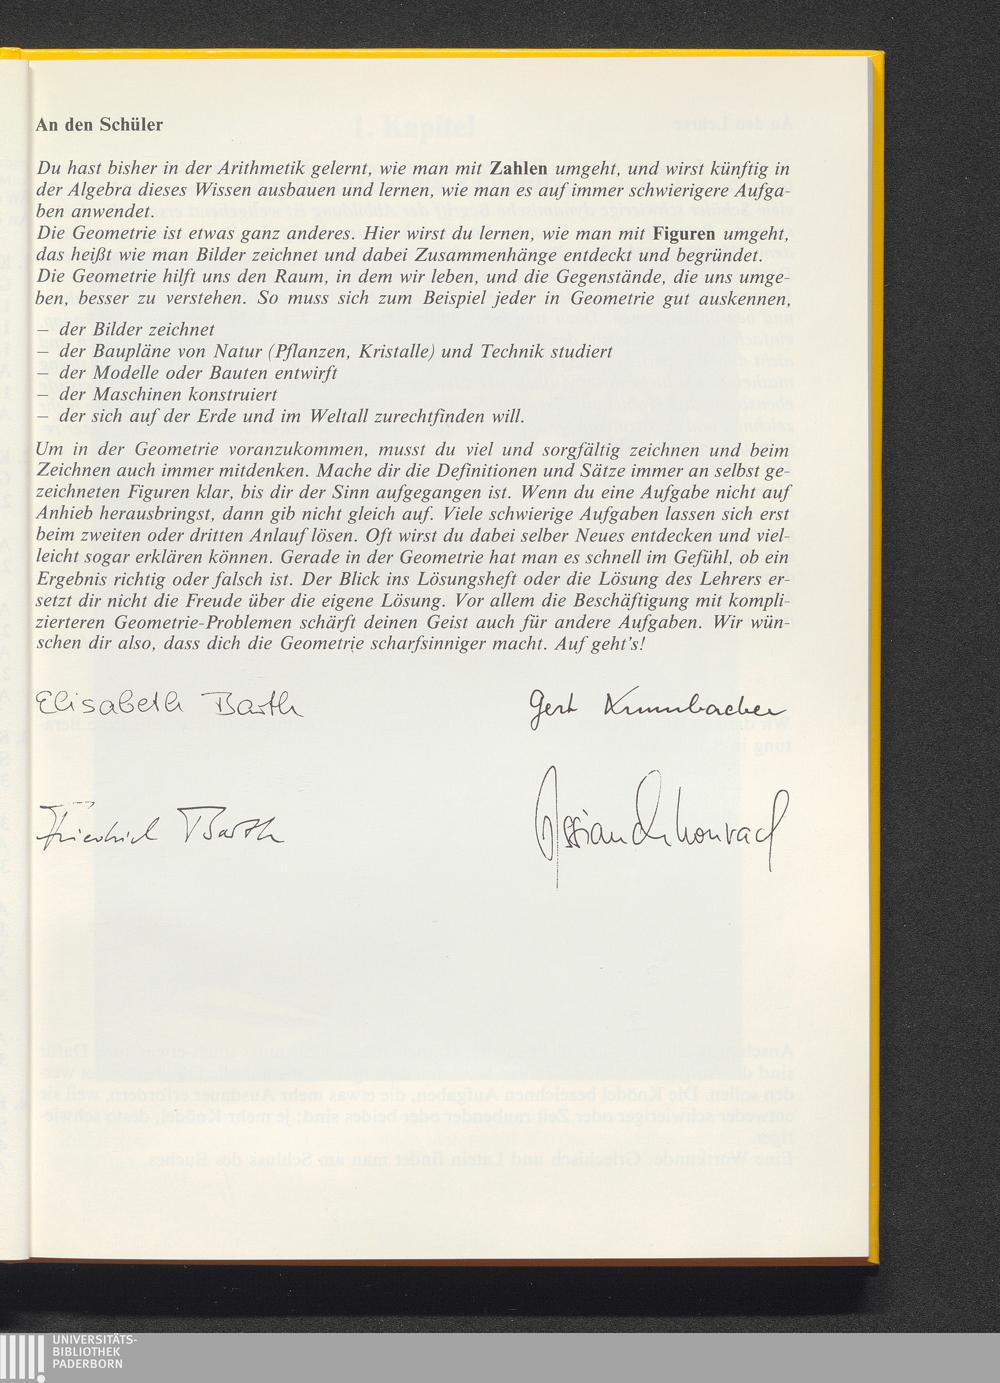 An den Schüler
Du hast bisher in der Arithmetik gelernt, wie man mit Zahlen umgeht, und wirst künftig in
der Algebra dieses Wissen ausbauen und lernen, wie man es auf immer schwierigere Aufga-
ben anwendet.
Die Geometrie ist etwas ganz anderes. Hier wirst du lernen, wie man mit Figuren umgeht,
das heißt wie man Bilder zeichnet und dabei Zusammenhänge entdeckt und begründet.
Die Geometrie hilft uns den Raum, in dem wir leben, und die Gegenstände, die uns umge-
ben, besser zu verstehen. So muss sich zum Beispiel jeder in Geometrie gut auskennen,
– der Bilder zeichnet
– der Baupläne von Natur (Pflanzen, Kristalle) und Technik studiert
– der Modelle oder Bauten entwirft
– der Maschinen konstruiert
– der sich auf der Erde und im Weltall zurechtfinden will.
Um in der Geometrie voranzukommen, musst du viel und sorgfältig zeichnen und beim
Zeichnen auch immer mitdenken. Mache dir die Definitionen und Sätze immer an selbst ge-
zeichneten Figuren klar, bis dir der Sinn aufgegangen ist. Wenn du eine Aufgabe nicht auf
Anhieb herausbringst, dann gib nicht gleich auf. Viele schwierige Aufgaben lassen sich erst
beim zweiten oder dritten Anlauf lösen. Oft wirst du dabei selber Neues entdecken und viel-
leicht sogar erklären können. Gerade in der Geometrie hat man es schnell im Gefühl, ob ein
Ergebnis richtig oder falsch ist. Der Blick ins Lösungsheft oder die Lösung des Lehrers er-
setzt dir nicht die Freude über die eigene Lösung. Vor allem die Beschäftigung mit kompli-
zierteren Geometrie-Problemen schärft deinen Geist auch für andere Aufgaben. Wir wün-
schen dir also, dass dich die Geometrie scharfsinniger macht. Auf geht's!
Elisabeth Barth
Gert Krumbacher
Friedrich Barth
UNIVERSITÄTS-
BIBLIOTHEK
PADERBORN